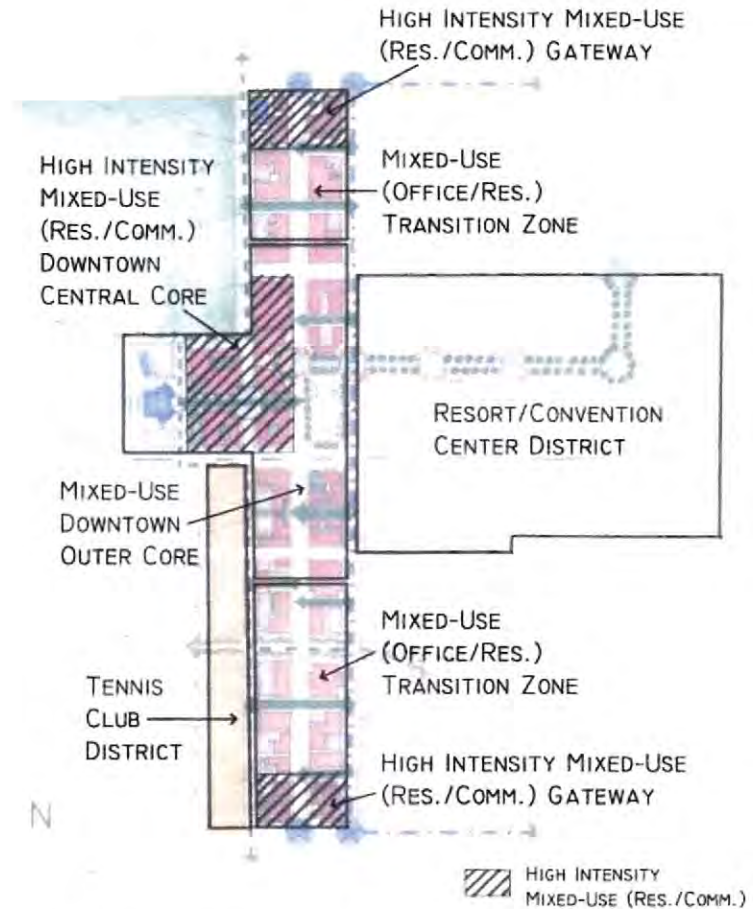 HIGH INTENSITY MIXED-USE
(RES./COMM.) GATEWAY
HIGH INTENSITY
MIXED-USE
(RES./COMM.)
DOWNTOWN
CENTRAL CORE
MIXED-USE
(OFFICE/RES.)
TRANSITION ZONE
RESORT/CONVENTION
CENTER DISTRICT
MIXED-USE
DOWNTOWN
OUTER CORE
MIXED-USE
(OFFICE/RES.)
TRANSITION ZONE
TENNIS
CLUB
DISTRICT
HIGH INTENSITY MIXED-USE
(RES./COMM.) GATEWAY
N
HIGH INTENSITY
MIXED-USE (RES./COMM.)